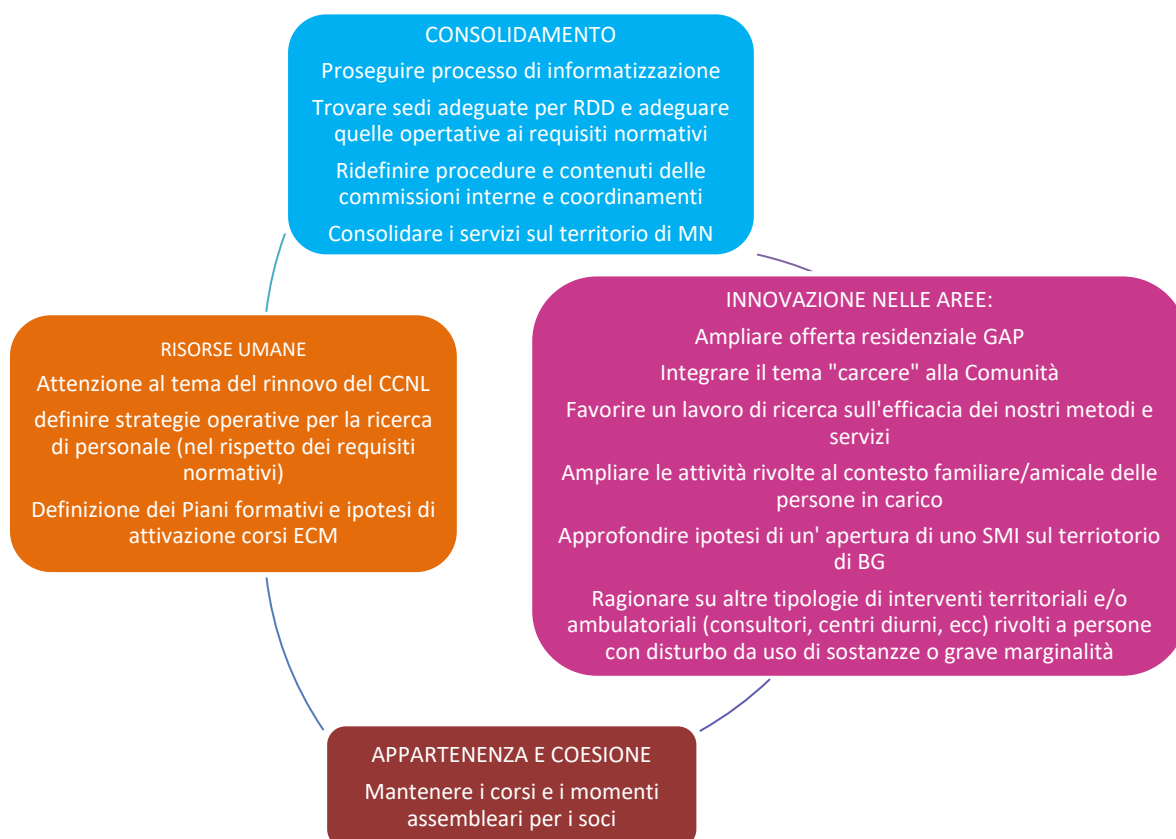 CONSOLIDAMENTO
Proseguire processo di informatizzazione
Trovare sedi adeguate per RDD e adeguare
quelle opertative ai requisiti normativi
Ridefinire procedure e contenuti delle
commissioni interne e coordinamenti
Consolidare i servizi sul territorio di MN
INNOVAZIONE NELLE AREE:
Ampliare offerta residenziale GAP
Integrare il tema "carcere" alla Comunità
Favorire un lavoro di ricerca sull'efficacia dei nostri metodi e
servizi
Ampliare le attività rivolte al contesto familiare/amicale delle
persone in carico
Approfondire ipotesi di un' apertura di uno SMI sul terriotorio
di BG
Ragionare su altre tipologie di interventi territoriali e/o
ambulatoriali (consultori, centri diurni, ecc) rivolti a persone
con disturbo da uso di sostanzze o grave marginalità
APPARTENENZA E COESIONE
Mantenere i corsi e i momenti
assembleari per i soci
RISORSE UMANE
Attenzione al tema del rinnovo del CCNL
definire strategie operative per la ricerca
di personale (nel rispetto dei requisiti
normativi)
Definizione dei Piani formativi e ipotesi di
attivazione corsi ECM